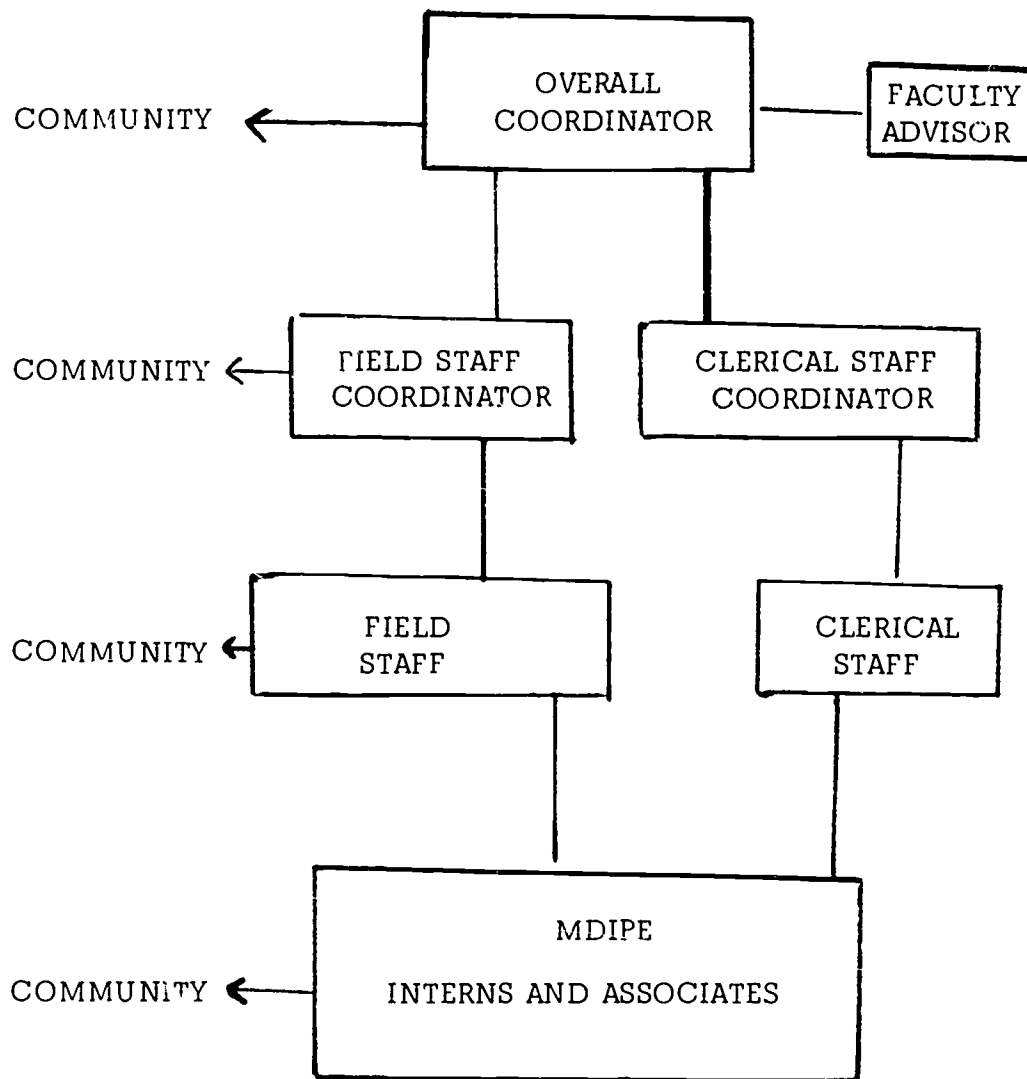 COMMUNITY
OVERALL
COORDINATOR
FACULTY
ADVISOR
COMMUNITY
FIELD STAFF
COORDINATOR
CLERICAL STAFF
COORDINATOR
COMMUNITY
FIELD
STAFF
CLERICAL
STAFF
MDIPE
COMMUNITY
INTERNS AND ASSOCIATES